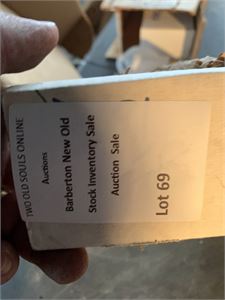 TWO OLD SOULS ONLINE
Auctions
Barberton New Old
Stock Inventory Sale
Auction Sale
Lot 69